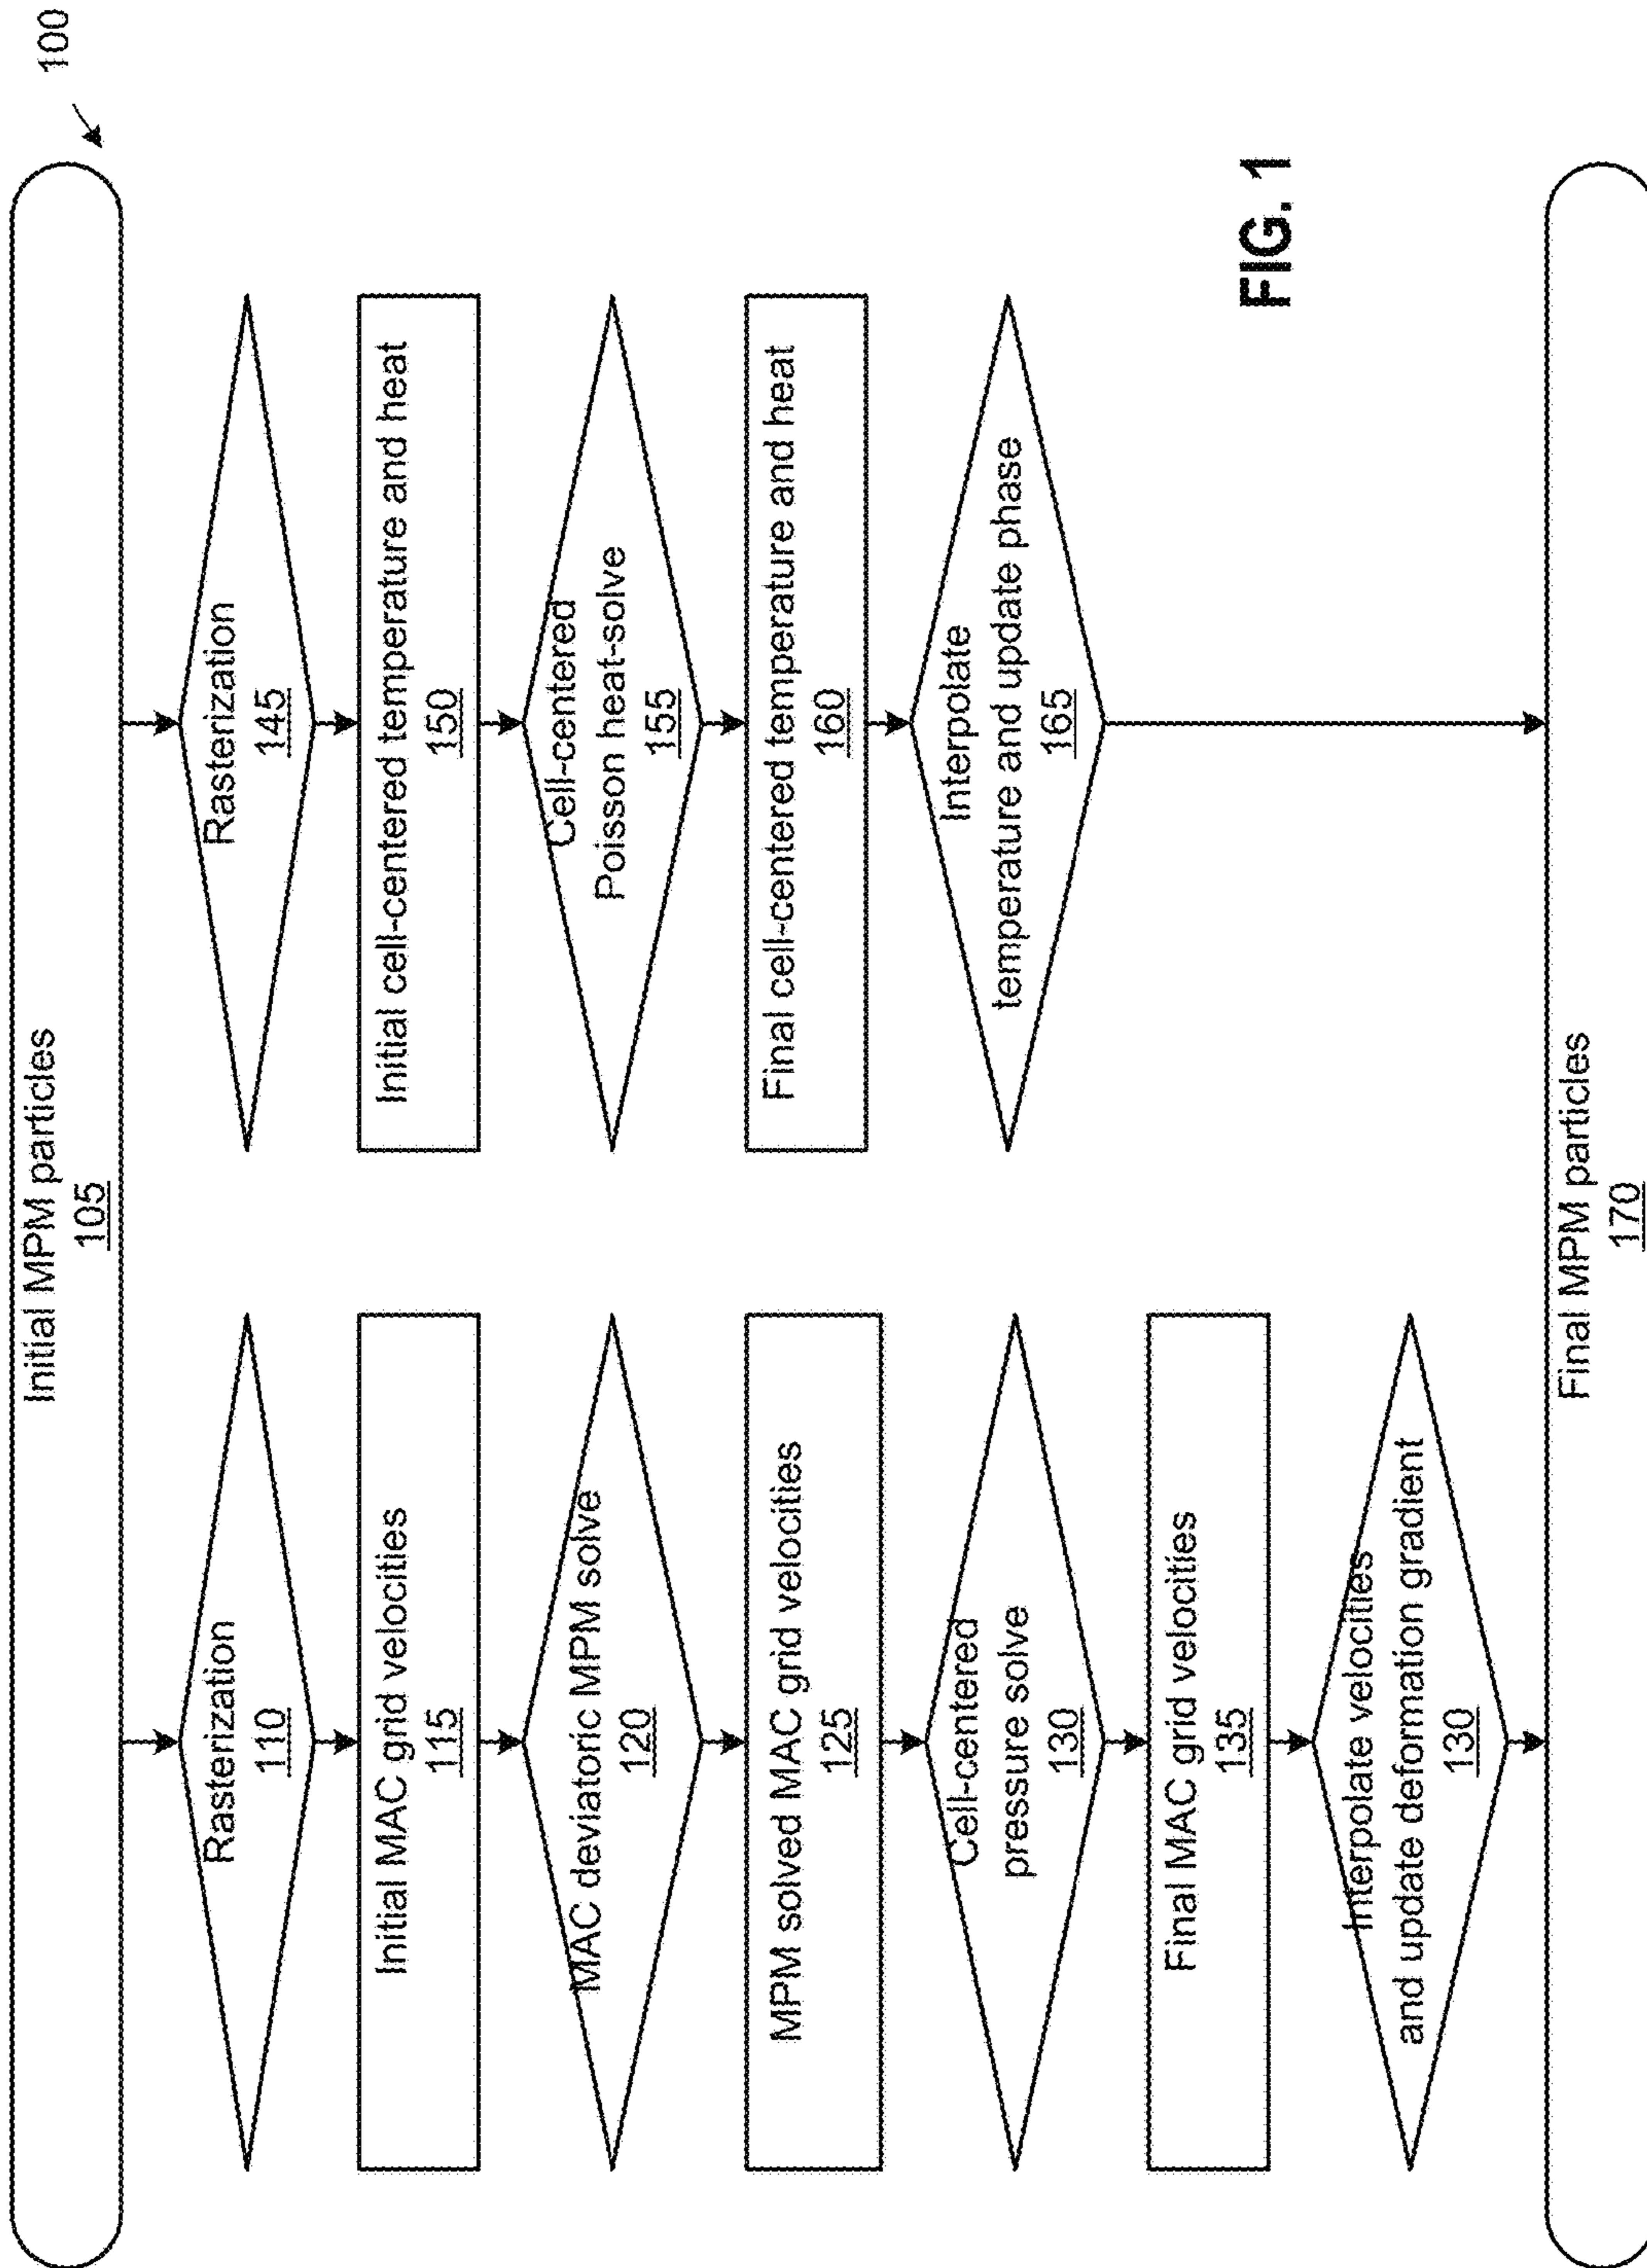 100
Initial MPM particles
105
Rasterization
110
Initial MAC grid velocities
115
MAC deviatoric MPM solve
120
MPM solved MAC grid velocities
125
Cell-centered
pressure solve
130
Final MAC grid velocities
135
Interpolate velocities
and update deformation gradient
130
Rasterization
145
Initial cell-centered temperature and heat
150
Cell-centered
Poisson heat-solve
155
Final cell-centered temperature and heat
160
Interpolate
temperature and update phase
165
Final MPM particles
170
FIG. 1